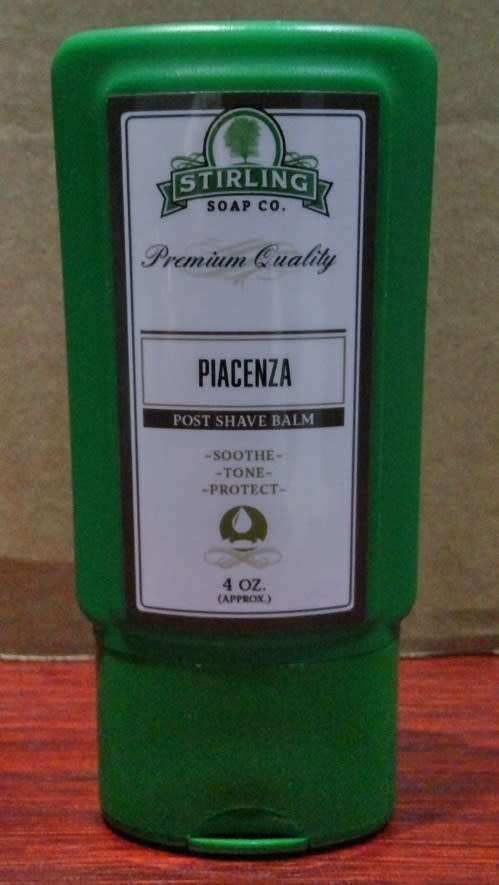 STIRLING
SOAP CO.
Premium Quality
PIACENZA
POST SHAVE BALM
~SOOTHE~
~TONE~
~PROTECT~
4 OZ.
(APPROX.)